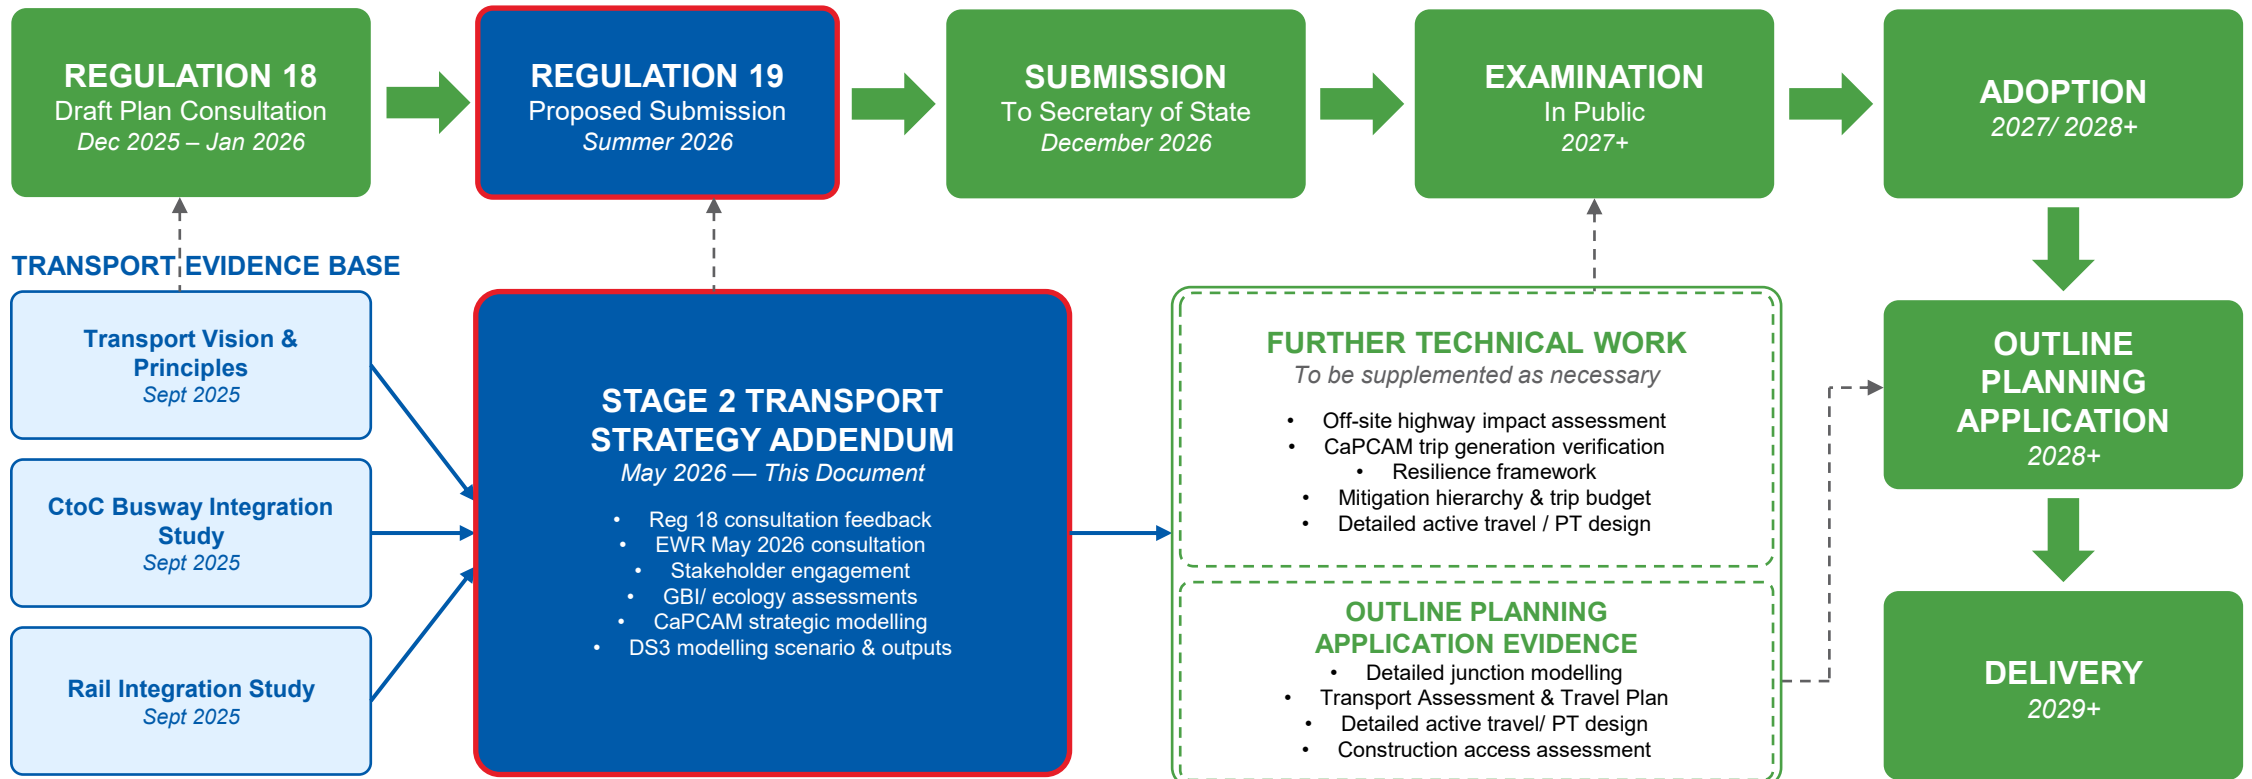 REGULATION 18
Draft Plan Consultation
Dec 2025 – Jan 2026
REGULATION 19
Proposed Submission
Summer 2026
SUBMISSION
To Secretary of State
December 2026
EXAMINATION
In Public
2027+
ADOPTION
2027/ 2028+
TRANSPORT EVIDENCE BASE
Transport Vision &
Principles
Sept 2025
CtoC Busway Integration
Study
Sept 2025
Rail Integration Study
Sept 2025
STAGE 2 TRANSPORT
STRATEGY ADDENDUM
May 2026 — This Document
• Reg 18 consultation feedback
• EWR May 2026 consultation
• Stakeholder engagement
• GBI/ ecology assessments
• CaPCAM strategic modelling
• DS3 modelling scenario & outputs
FURTHER TECHNICAL WORK
To be supplemented as necessary
• Off-site highway impact assessment
• CaPCAM trip generation verification
• Resilience framework
• Mitigation hierarchy & trip budget
• Detailed active travel / PT design
OUTLINE PLANNING
APPLICATION EVIDENCE
• Detailed junction modelling
• Transport Assessment & Travel Plan
• Detailed active travel/ PT design
• Construction access assessment
OUTLINE
PLANNING
APPLICATION
2028+
DELIVERY
2029+